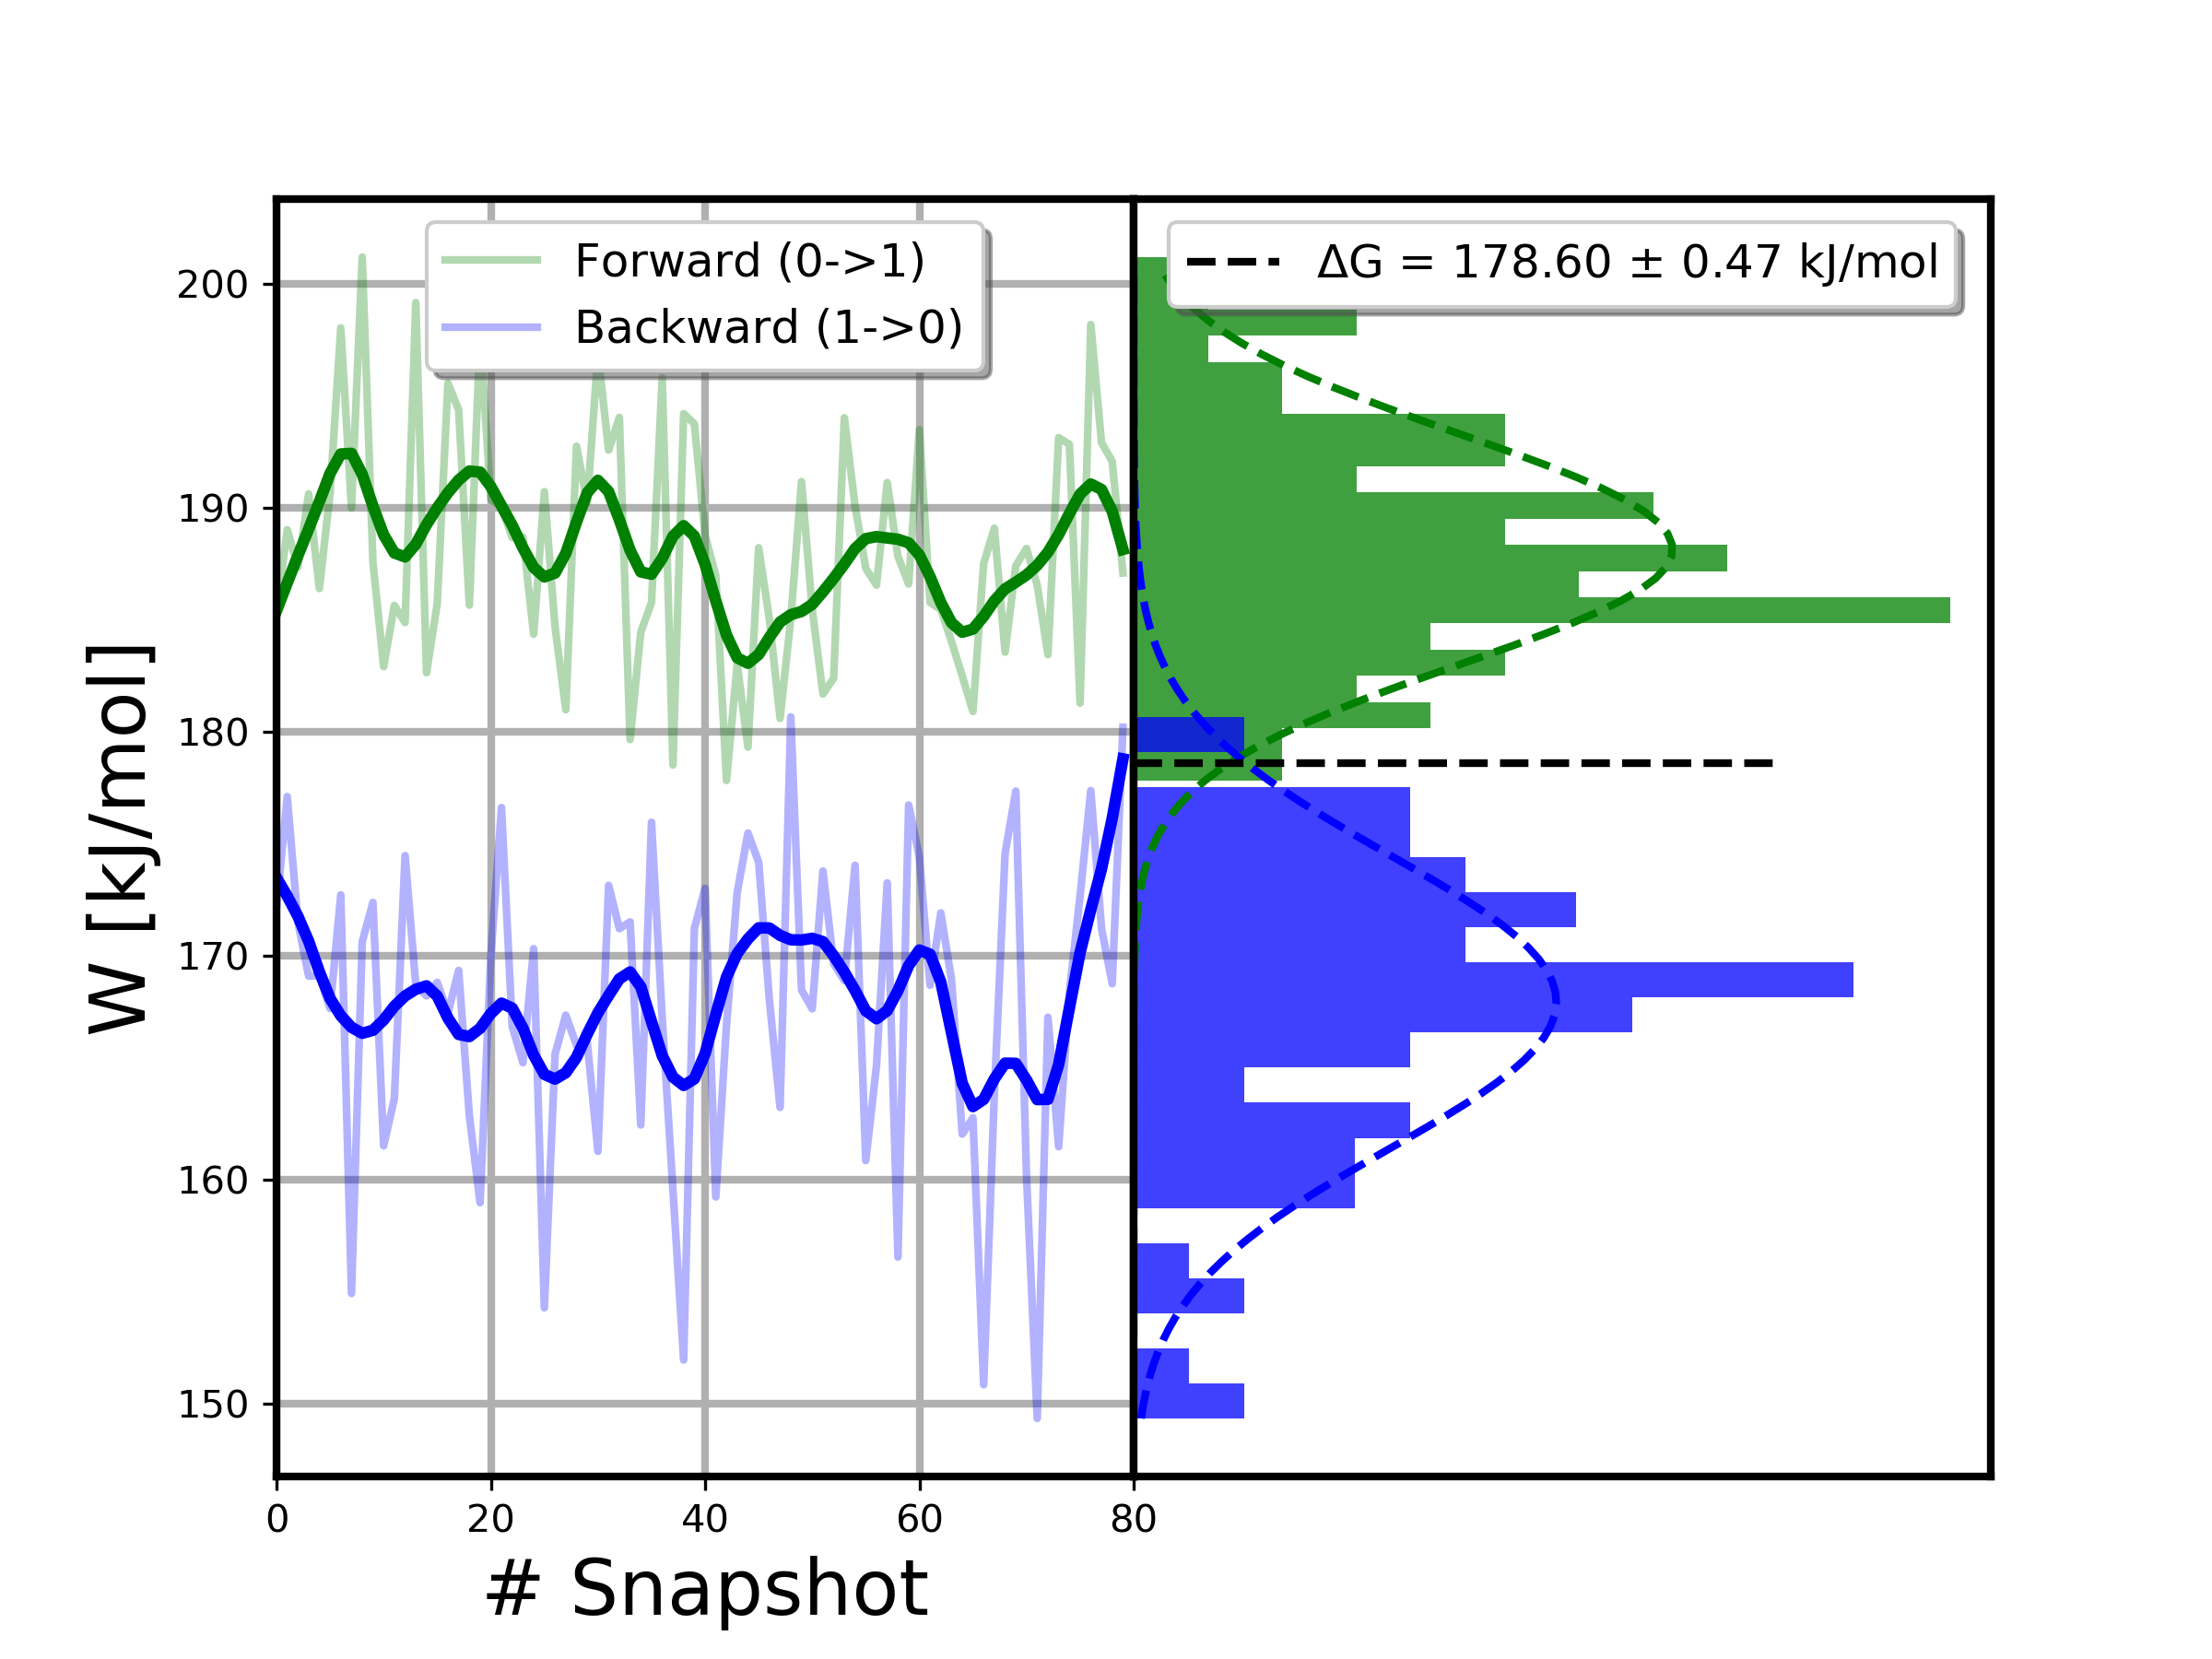 Forward (0->1)
Backward (1->0)
ΔG = 178.60 ± 0.47 kJ/mol
200
190
180
170
160
150
W [kJ/mol]
0 20 40 60 80
# Snapshot